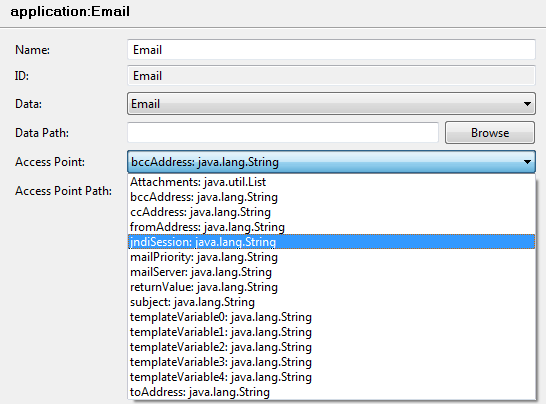 application:Email
Name: Email
ID: Email
Data: Email
Data Path: Browse
Access Point: bccAddress: java.lang.String
Access Point Path:
Attachments: java.util.List
bccAddress: java.lang.String
ccAddress: java.lang.String
fromAddress: java.lang.String
jndiSession: java.lang.String
mailPriority: java.lang.String
mailServer: java.lang.String
returnValue: java.lang.String
subject: java.lang.String
templateVariable0: java.lang.String
templateVariable1: java.lang.String
templateVariable2: java.lang.String
templateVariable3: java.lang.String
templateVariable4: java.lang.String
toAddress: java.lang.String